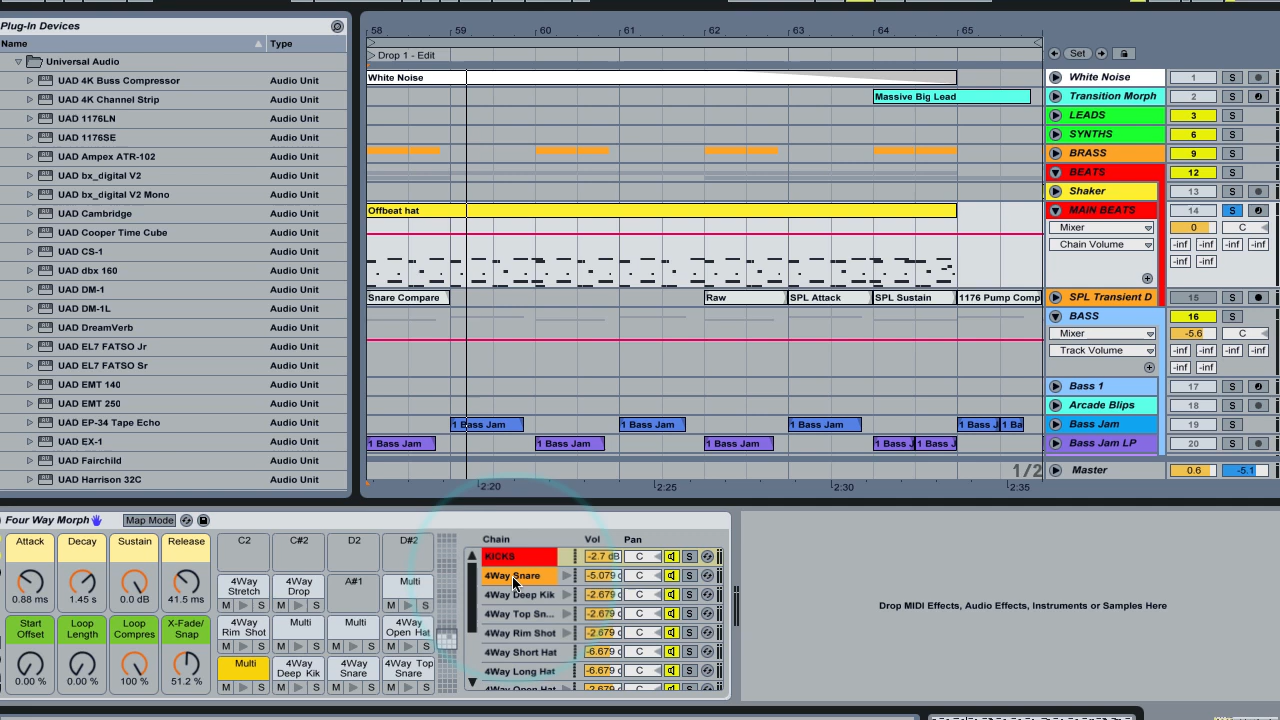 Plug-In Devices
Name Type
Universal Audio
UAD 4K Buss Compressor Audio Unit
UAD 4K Channel Strip Audio Unit
UAD 1176LN Audio Unit
UAD 1176SE Audio Unit
UAD Ampex ATR-102 Audio Unit
UAD bx_digital V2 Audio Unit
UAD bx_digital V2 Mono Audio Unit
UAD Cambridge Audio Unit
UAD Cooper Time Cube Audio Unit
UAD CS-1 Audio Unit
UAD dbx 160 Audio Unit
UAD DM-1 Audio Unit
UAD DM-1L Audio Unit
UAD DreamVerb Audio Unit
UAD EL7 FATSO Jr Audio Unit
UAD EL7 FATSO Sr Audio Unit
UAD EMT 140 Audio Unit
UAD EMT 250 Audio Unit
UAD EP-34 Tape Echo Audio Unit
UAD EX-1 Audio Unit
UAD Fairchild Audio Unit
UAD Harrison 32C Audio Unit
58 59 60 61 62 63 64 65
Drop 1 - Edit
Set
White Noise
Massive Big Lead
Offbeat hat
Snare Compare Raw SPL Attack SPL Sustain 1176 Pump Comp
1 Bass Jam 1 Bass Jam 1 Bass Jam 1 Bass J 1 Ba
1 Bass Jam 1 Bass Jam 1 Bass Jam 1 Bass J 1 Bass J
1/2
2:20 2:25 2:30 2:35
White Noise 1 S
Transition Morph 2 S
LEADS 3 S
SYNTHS 6 S
BRASS 9 S
BEATS 12 S
Shaker 13 S
MAIN BEATS 14 S
Mixer 0 C
Chain Volume -inf -inf -inf -inf
-inf -inf
SPL Transient D 15 S
BASS 16 S
Mixer -5.6 C
Track Volume -inf -inf -inf -inf
-inf -inf
Bass 1 17 S
Arcade Blips 18 S
Bass Jam 19 S
Bass Jam LP 20 S
Master 0.6 -5.1
Four Way Morph Map Mode
Attack Decay Sustain Release
0.88 ms 1.45 s 0.0 dB 41.5 ms
Start Offset Loop Length Loop Compres X-Fade/ Snap
0.00 % 0.00 % 100 % 51.2 %
C2 C#2 D2 D#2
4Way Stretch 4Way Drop A#1 Multi
M S M S M S
4Way Rim Shot Multi Multi 4Way Open Hat
M S M S M S M S
Multi 4Way Deep Kik 4Way Snare 4Way Top Snare
M S M S M S M S
Chain Vol Pan
KICKS -2.7 dB C S
4Way Snare -5.079 d C S
4Way Deep Kik -2.679 d C S
4Way Top Sn... -2.679 d C S
4Way Rim Shot -2.679 d C S
4Way Short Hat -6.679 d C S
4Way Long Hat -6.679 d C S
4Way Open Hat -2.679 d C S
Drop MIDI Effects, Audio Effects, Instruments or Samples Here